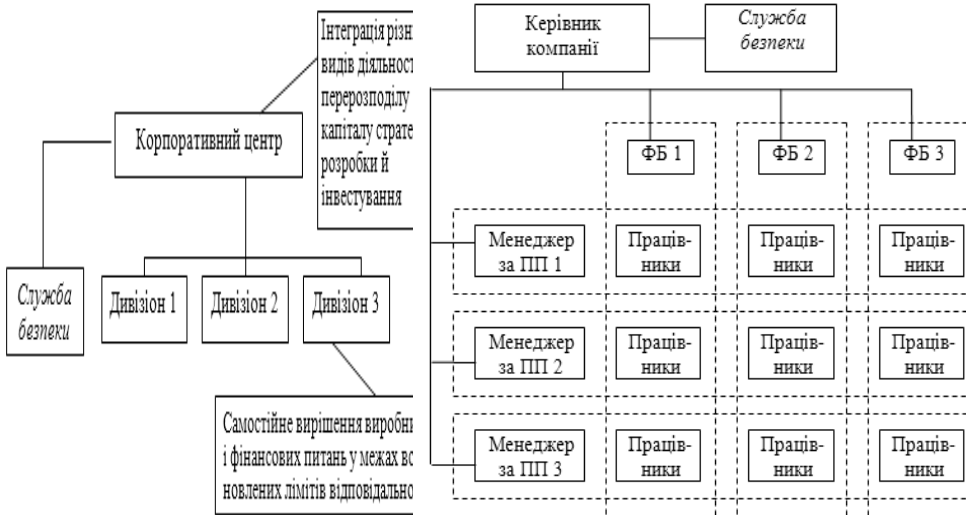 Інтеграція різн
видів діяльност
перерозподілу
капіталу страте
розробки й
інвестування
Корпоративний центр
Служба
безпеки
Дивізіон 1
Дивізіон 2
Дивізіон 3
Самостійне вирішення виробни
і фінансових питань у межах вс
новлених лімітів відповідально
Керівник
компанії
Служба
безпеки
ФБ 1
ФБ 2
ФБ 3
Менеджер
за ПП 1
Праців-
ники
Праців-
ники
Праців-
ники
Менеджер
за ПП 2
Праців-
ники
Праців-
ники
Праців-
ники
Менеджер
за ПП 3
Праців-
ники
Праців-
ники
Праців-
ники